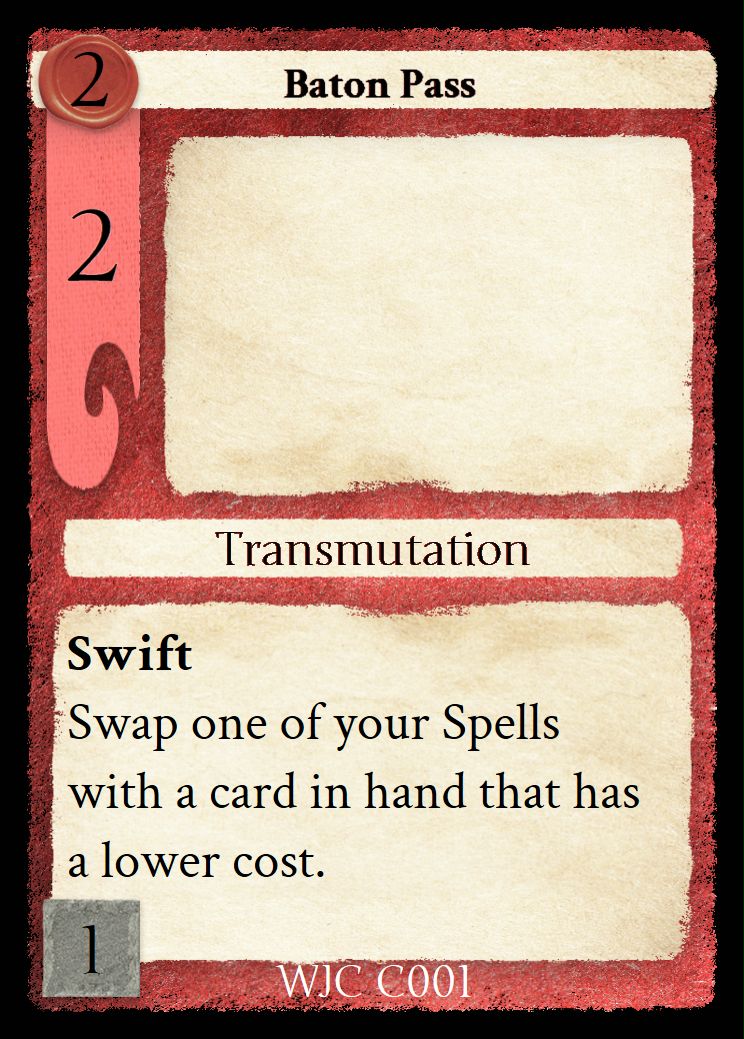 2
Baton Pass
2
Transmutation
Swift
Swap one of your Spells
with a card in hand that has
a lower cost.
1
WJC C001